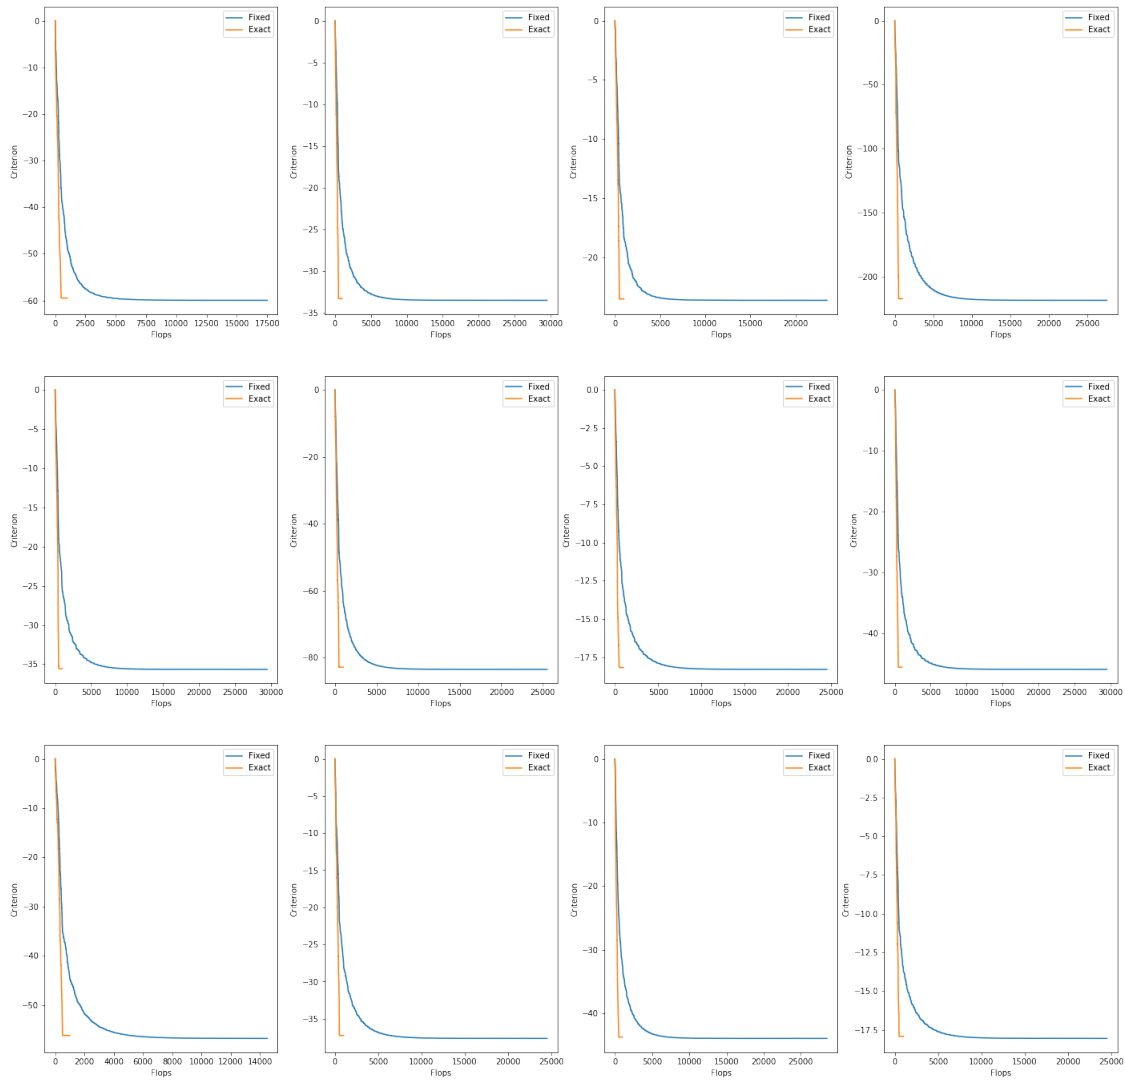 Fixed
Exact
0
−10
−20
−30
−40
−50
−60
Criterion
0 2500 5000 7500 10000 12500 15000 17500
Flops
Fixed
Exact
0
−5
−10
−15
−20
−25
−30
−35
Criterion
0 5000 10000 15000 20000 25000 30000
Flops
Fixed
Exact
0
−5
−10
−15
−20
Criterion
0 5000 10000 15000 20000
Flops
Fixed
Exact
0
−50
−100
−150
−200
Criterion
0 5000 10000 15000 20000 25000
Flops
Fixed
Exact
0
−5
−10
−15
−20
−25
−30
−35
Criterion
0 5000 10000 15000 20000 25000 30000
Flops
Fixed
Exact
0
−20
−40
−60
−80
Criterion
0 5000 10000 15000 20000 25000
Flops
Fixed
Exact
0.0
−2.5
−5.0
−7.5
−10.0
−12.5
−15.0
−17.5
Criterion
0 5000 10000 15000 20000 25000
Flops
Fixed
Exact
0
−10
−20
−30
−40
Criterion
0 5000 10000 15000 20000 25000 30000
Flops
Fixed
Exact
0
−10
−20
−30
−40
−50
Criterion
0 2000 4000 6000 8000 10000 12000 14000
Flops
Fixed
Exact
0
−5
−10
−15
−20
−25
−30
−35
Criterion
0 5000 10000 15000 20000 25000
Flops
Fixed
Exact
0
−10
−20
−30
−40
Criterion
0 5000 10000 15000 20000 25000
Flops
Fixed
Exact
0.0
−2.5
−5.0
−7.5
−10.0
−12.5
−15.0
−17.5
Criterion
0 5000 10000 15000 20000 25000
Flops